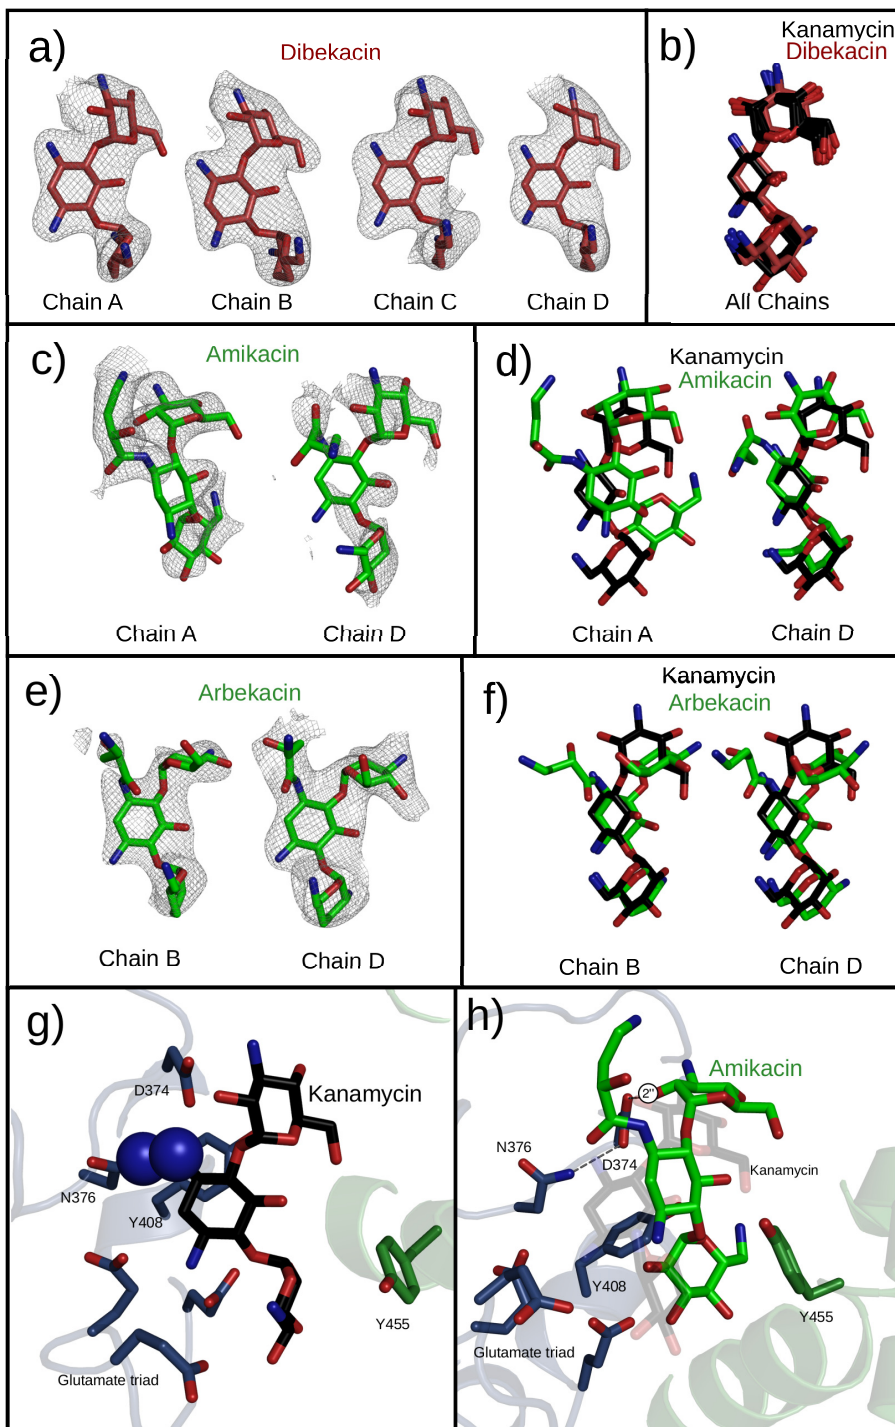 a)
Dibekacin
Chain A
Chain B
Chain C
Chain D
b)
Kanamycin
Dibekacin
All Chains
c)
Amikacin
Chain A
Chain D
d)
Kanamycin
Amikacin
Chain A
Chain D
e)
Arbekacin
Chain B
Chain D
f)
Kanamycin
Arbekacin
Chain B
Chain D
g)
D374
Kanamycin
N376
Y408
Y455
Glutamate triad
h)
Amikacin
2"
N376
D374
Kanamycin
Y408
Y455
Glutamate triad